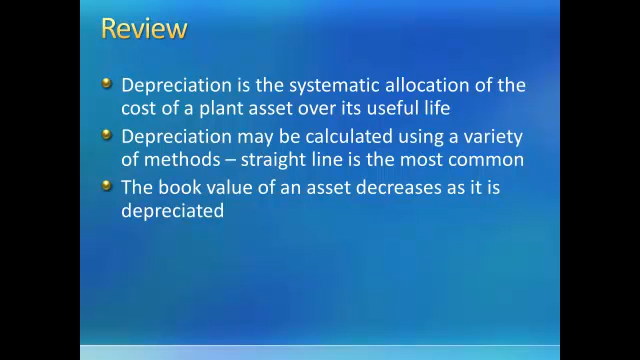 Review
Depreciation is the systematic allocation of the
cost of a plant asset over its useful life
Depreciation may be calculated using a variety
of methods – straight line is the most common
The book value of an asset decreases as it is
depreciated